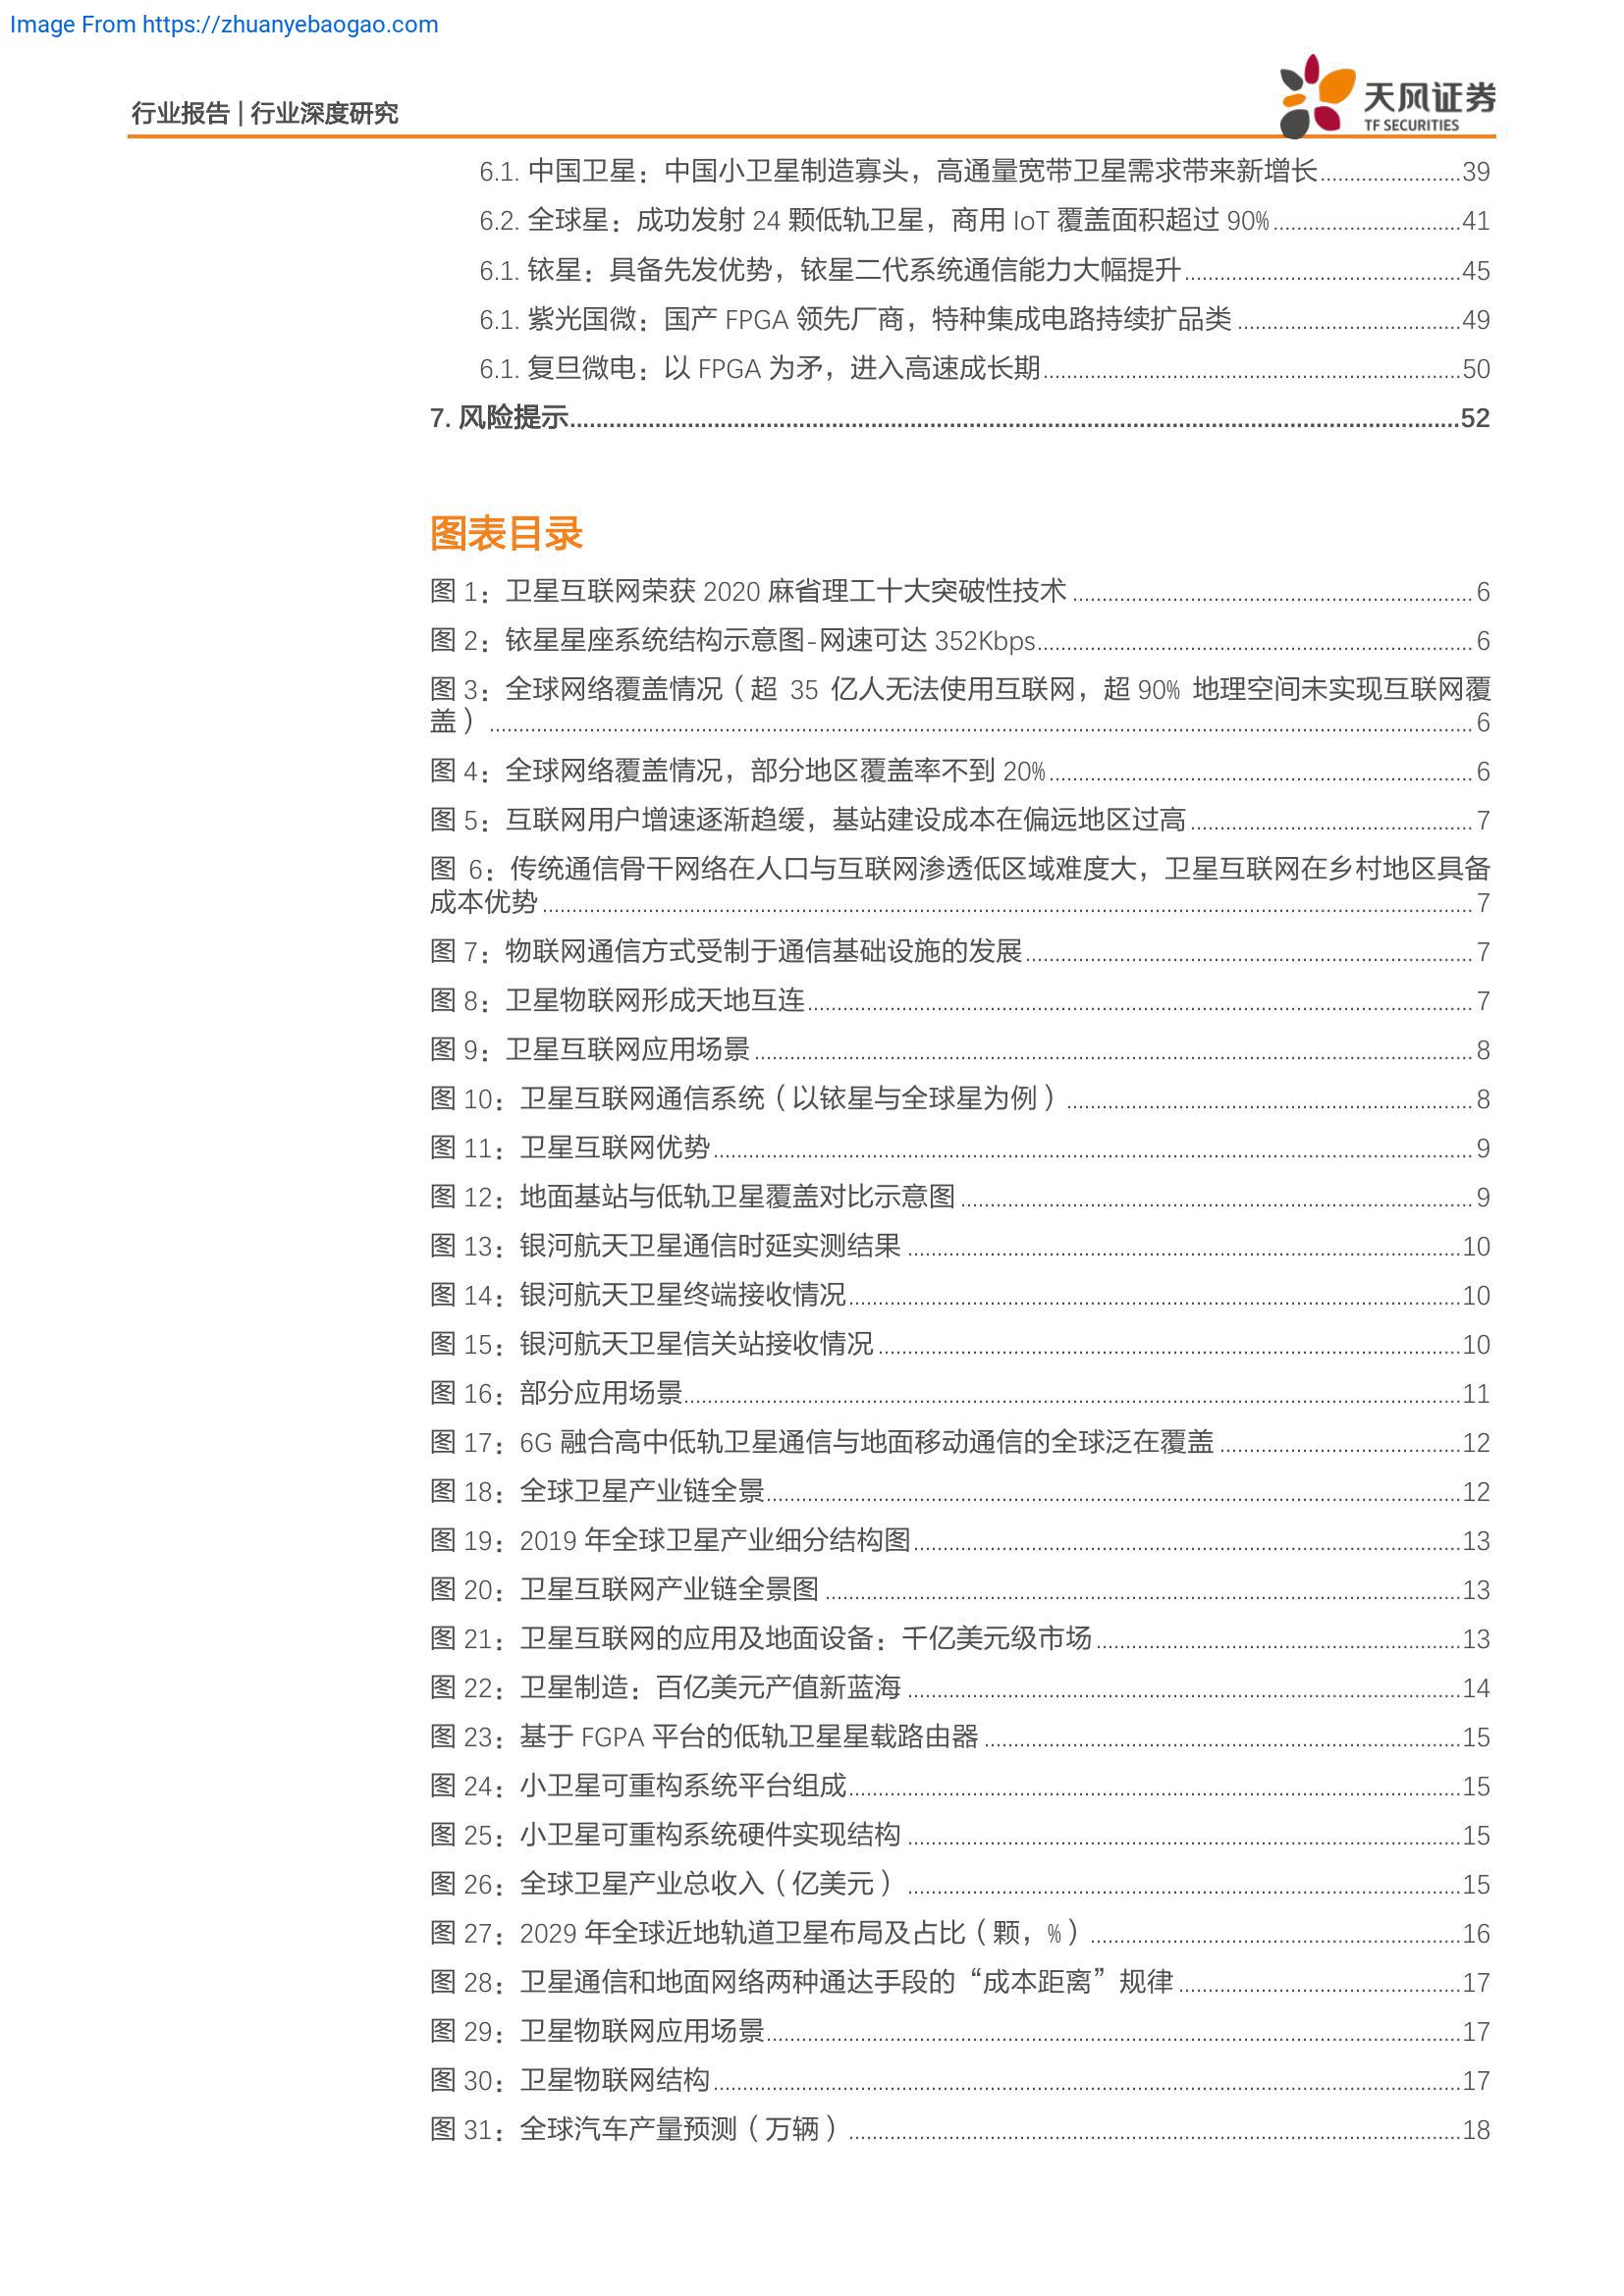 Image From https://zhuanyebaogao.com
行业报告 | 行业深度研究
天风证券
TF SECURITIES
6.1. 中国卫星：中国小卫星制造寡头，高通量宽带卫星需求带来新增长........................39
6.2. 全球星：成功发射 24 颗低轨卫星，商用 IoT 覆盖面积超过 90%................................41
6.1. 铱星：具备先发优势，铱星二代系统通信能力大幅提升...............................................45
6.1. 紫光国微：国产 FPGA 领先厂商，特种集成电路持续扩品类......................................49
6.1. 复旦微电：以 FPGA 为矛，进入高速成长期.......................................................................50
7. 风险提示........................................................................................................................................52
图表目录
图 1：卫星互联网荣获 2020 麻省理工十大突破性技术.................................................................... 6
图 2：铱星星座系统结构示意图-网速可达 352Kbps.......................................................................... 6
图 3：全球网络覆盖情况（超 35 亿人无法使用互联网，超 90% 地理空间未实现互联网覆
盖）....................................................................................................................................................... 6
图 4：全球网络覆盖情况，部分地区覆盖率不到 20%........................................................................ 6
图 5：互联网用户增速逐渐趋缓，基站建设成本在偏远地区过高................................................ 7
图 6：传统通信骨干网络在人口与互联网渗透低区域难度大，卫星互联网在乡村地区具备
成本优势.............................................................................................................................................. 7
图 7：物联网通信方式受制于通信基础设施的发展............................................................................ 7
图 8：卫星物联网形成天地互连................................................................................................................. 7
图 9：卫星互联网应用场景.......................................................................................................................... 8
图 10：卫星互联网通信系统（以铱星与全球星为例）..................................................................... 8
图 11：卫星互联网优势................................................................................................................................. 9
图 12：地面基站与低轨卫星覆盖对比示意图....................................................................................... 9
图 13：银河航天卫星通信时延实测结果..............................................................................................10
图 14：银河航天卫星终端接收情况........................................................................................................10
图 15：银河航天卫星信关站接收情况...................................................................................................10
图 16：部分应用场景....................................................................................................................................11
图 17：6G 融合高中低轨卫星通信与地面移动通信的全球泛在覆盖.........................................12
图 18：全球卫星产业链全景......................................................................................................................12
图 19：2019 年全球卫星产业细分结构图.............................................................................................13
图 20：卫星互联网产业链全景图............................................................................................................13
图 21：卫星互联网的应用及地面设备：千亿美元级市场..............................................................13
图 22：卫星制造：百亿美元产值新蓝海..............................................................................................14
图 23：基于 FGPA 平台的低轨卫星星载路由器.................................................................................15
图 24：小卫星可重构系统平台组成........................................................................................................15
图 25：小卫星可重构系统硬件实现结构..............................................................................................15
图 26：全球卫星产业总收入（亿美元）..............................................................................................15
图 27：2029 年全球近地轨道卫星布局及占比（颗，%）...............................................................16
图 28：卫星通信和地面网络两种通达手段的“成本距离”规律................................................17
图 29：卫星物联网应用场景......................................................................................................................17
图 30：卫星物联网结构...............................................................................................................................17
图 31：全球汽车产量预测（万辆）........................................................................................................18